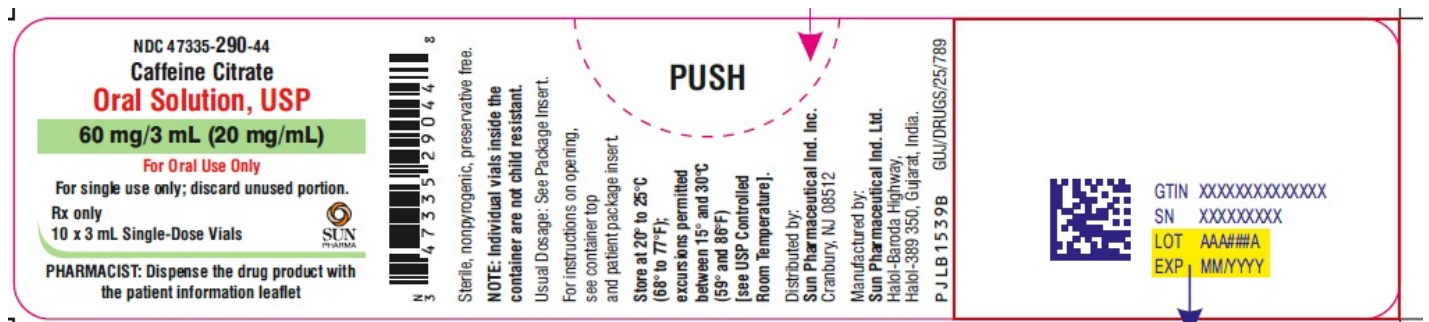 NDC 47335-290-44
Caffeine Citrate
Oral Solution, USP
60 mg/3 mL (20 mg/mL)
For Oral Use Only
For single use only; discard unused portion.
Rx only
10 x 3 mL Single-Dose Vials
SUN
PHARMA
PHARMACIST: Dispense the drug product with
the patient information leaflet
N
3 47335 29044 8
Sterile, nonpyrogenic, preservative free.
NOTE: Individual vials inside the
container are not child resistant.
Usual Dosage: See Package Insert.
For instructions on opening,
see container top
and patient package insert
Store at 20° to 25°C
(68° to 77°F);
excursions permitted
between 15° and 30°C
(59° and 86°F)
[see USP Controlled
Room Temperature].
PUSH
Distributed by:
Sun Pharmaceutical Ind. Inc.
Cranbury, NJ 08512
Manufactured by:
Sun Pharmaceutical Ind. Ltd.
Halol-Baroda Highway,
Halol-389 350, Gujarat, India.
PJLB1539B GUJ/DRUGS/25/789
GTIN XXXXXXXXXXXXXX
SN XXXXXXXXX
LOT AAA###A
EXP MM/YYYY